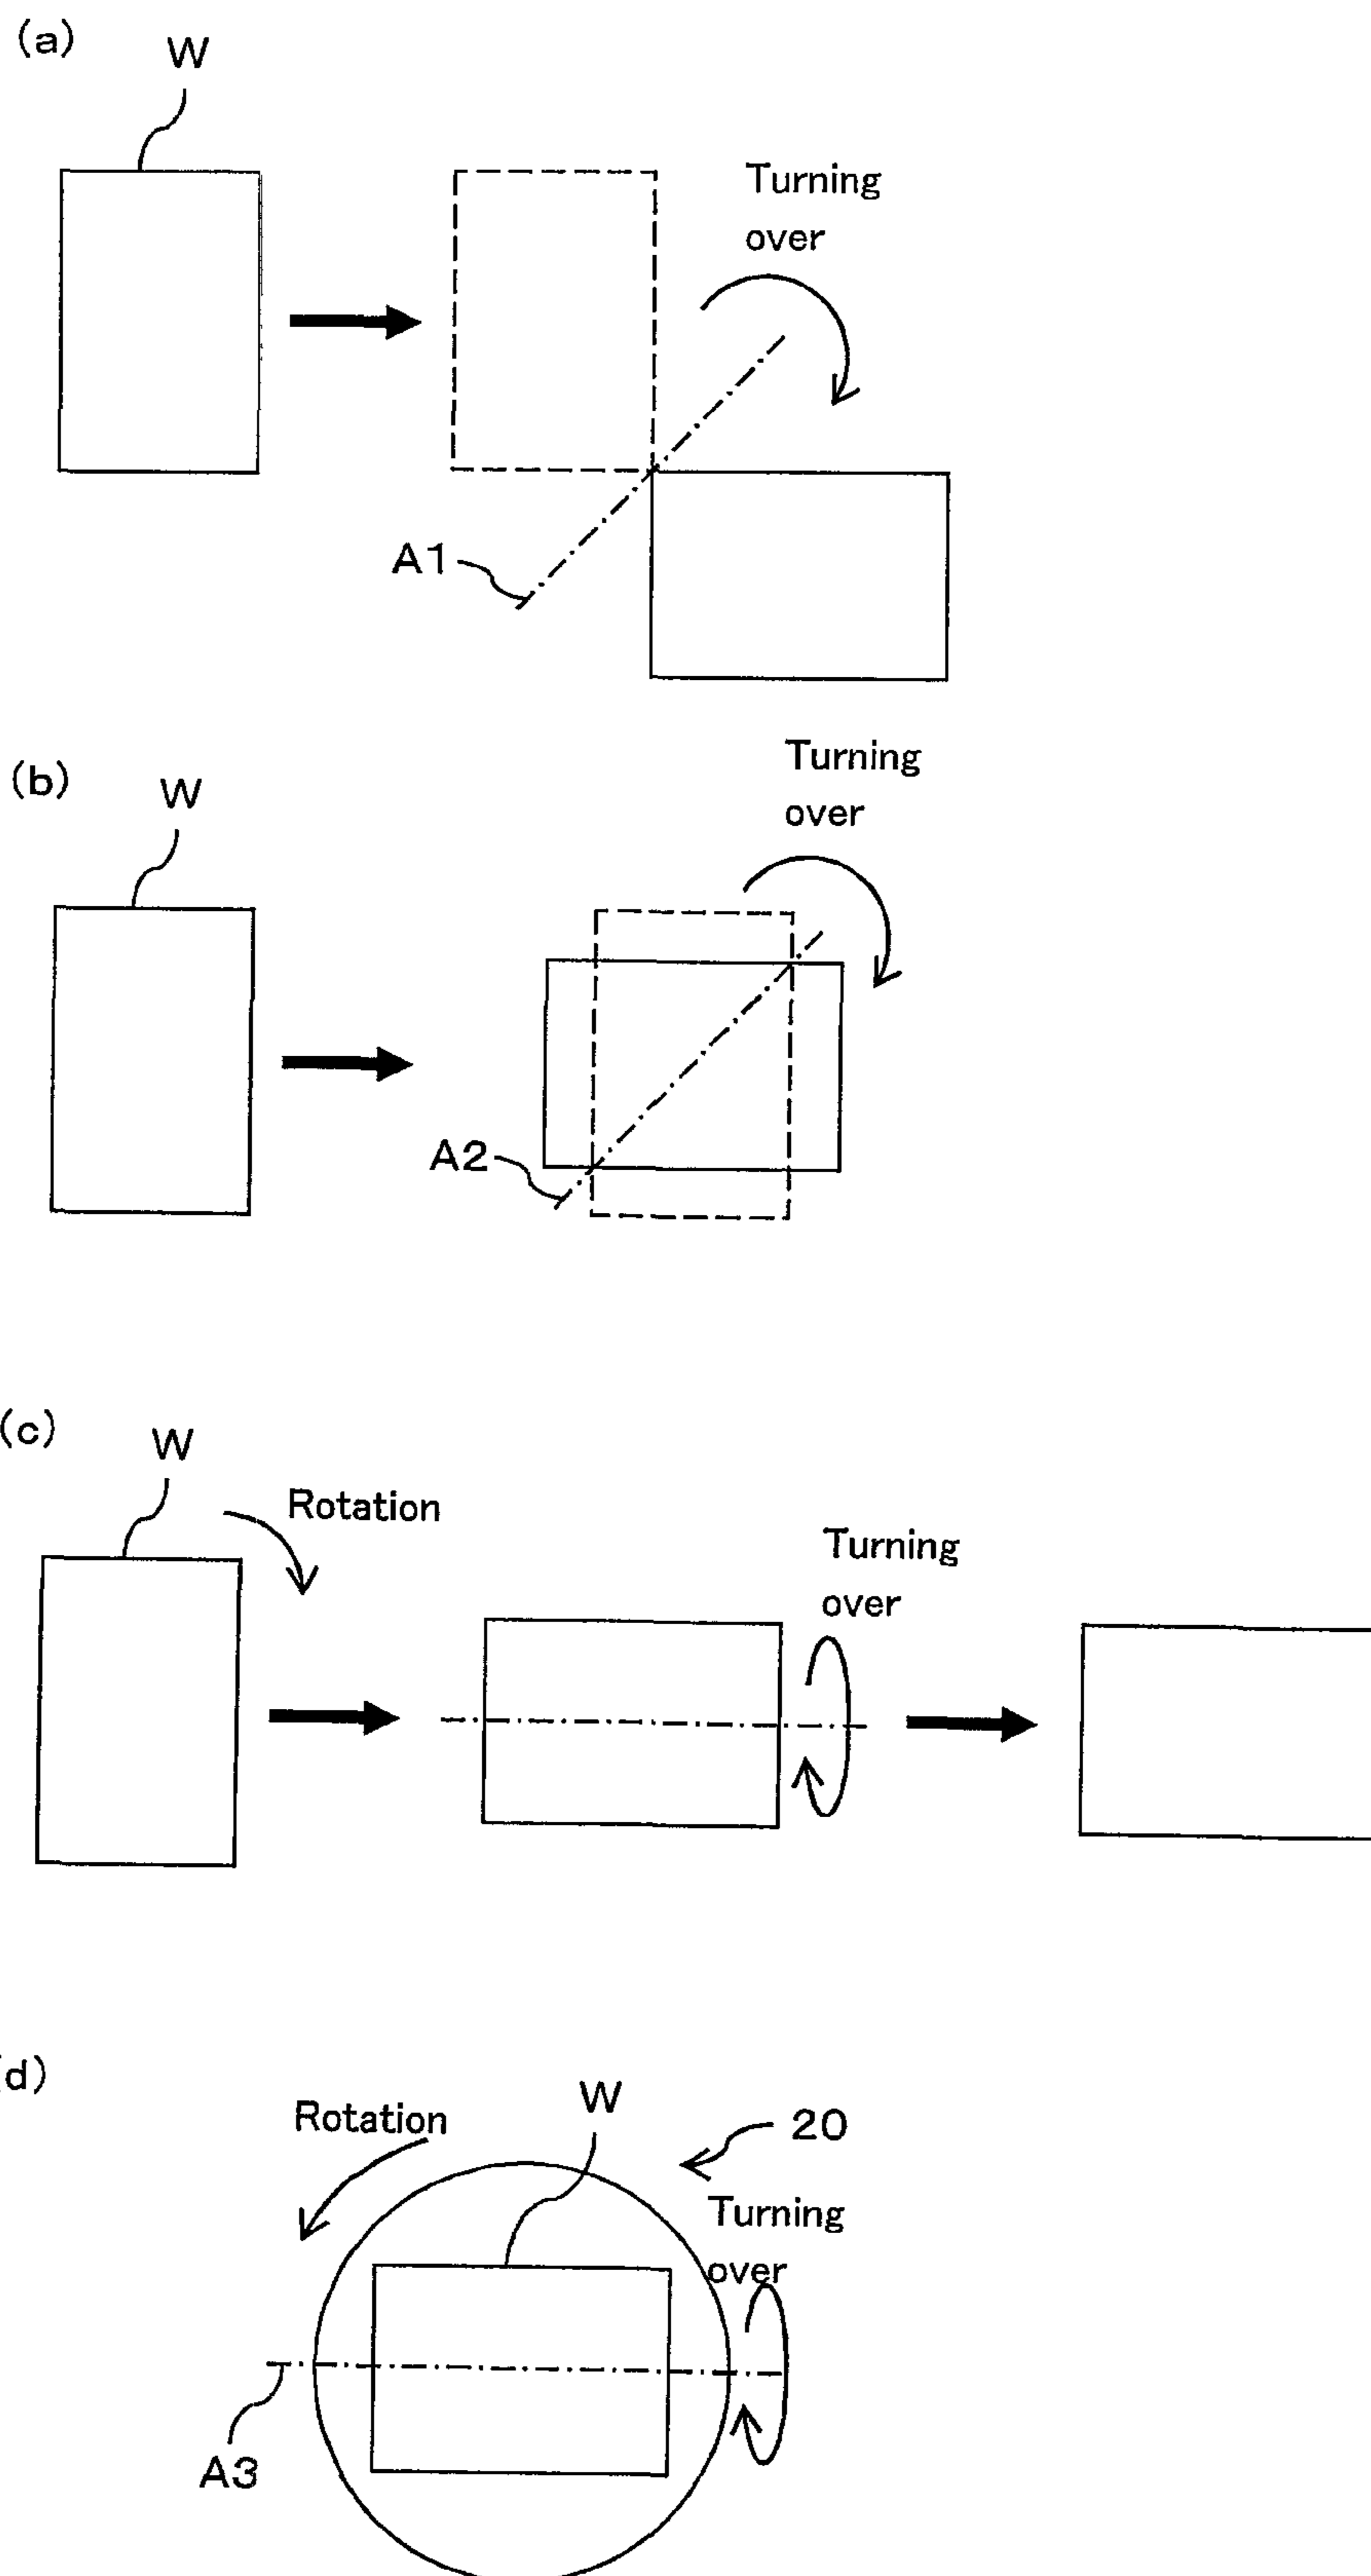 (a)
W
Turning
over
A1
(b)
W
Turning
over
A2
(c)
W
Rotation
Turning
over
(d)
W
Rotation
20
Turning
over
A3